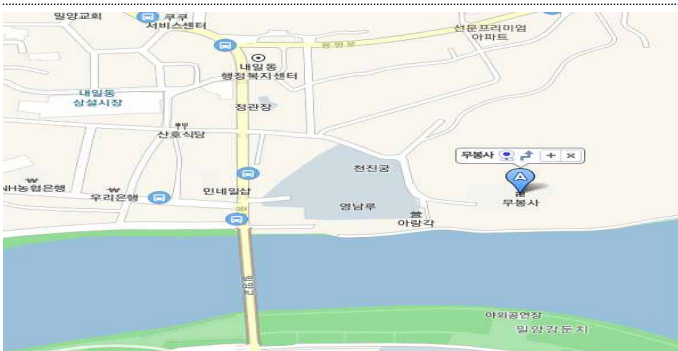 밀양교회
쿠쿠
서비스센터
선문프리미엄
아파트
내일동
행정복지센터
내일동
상설시장
정관장
산호식당
천진궁
무봉사
A
NH농협은행
우리은행
민네일샵
영남루
아랑각
무봉사
밀양교
야외공연장
밀양강둔치